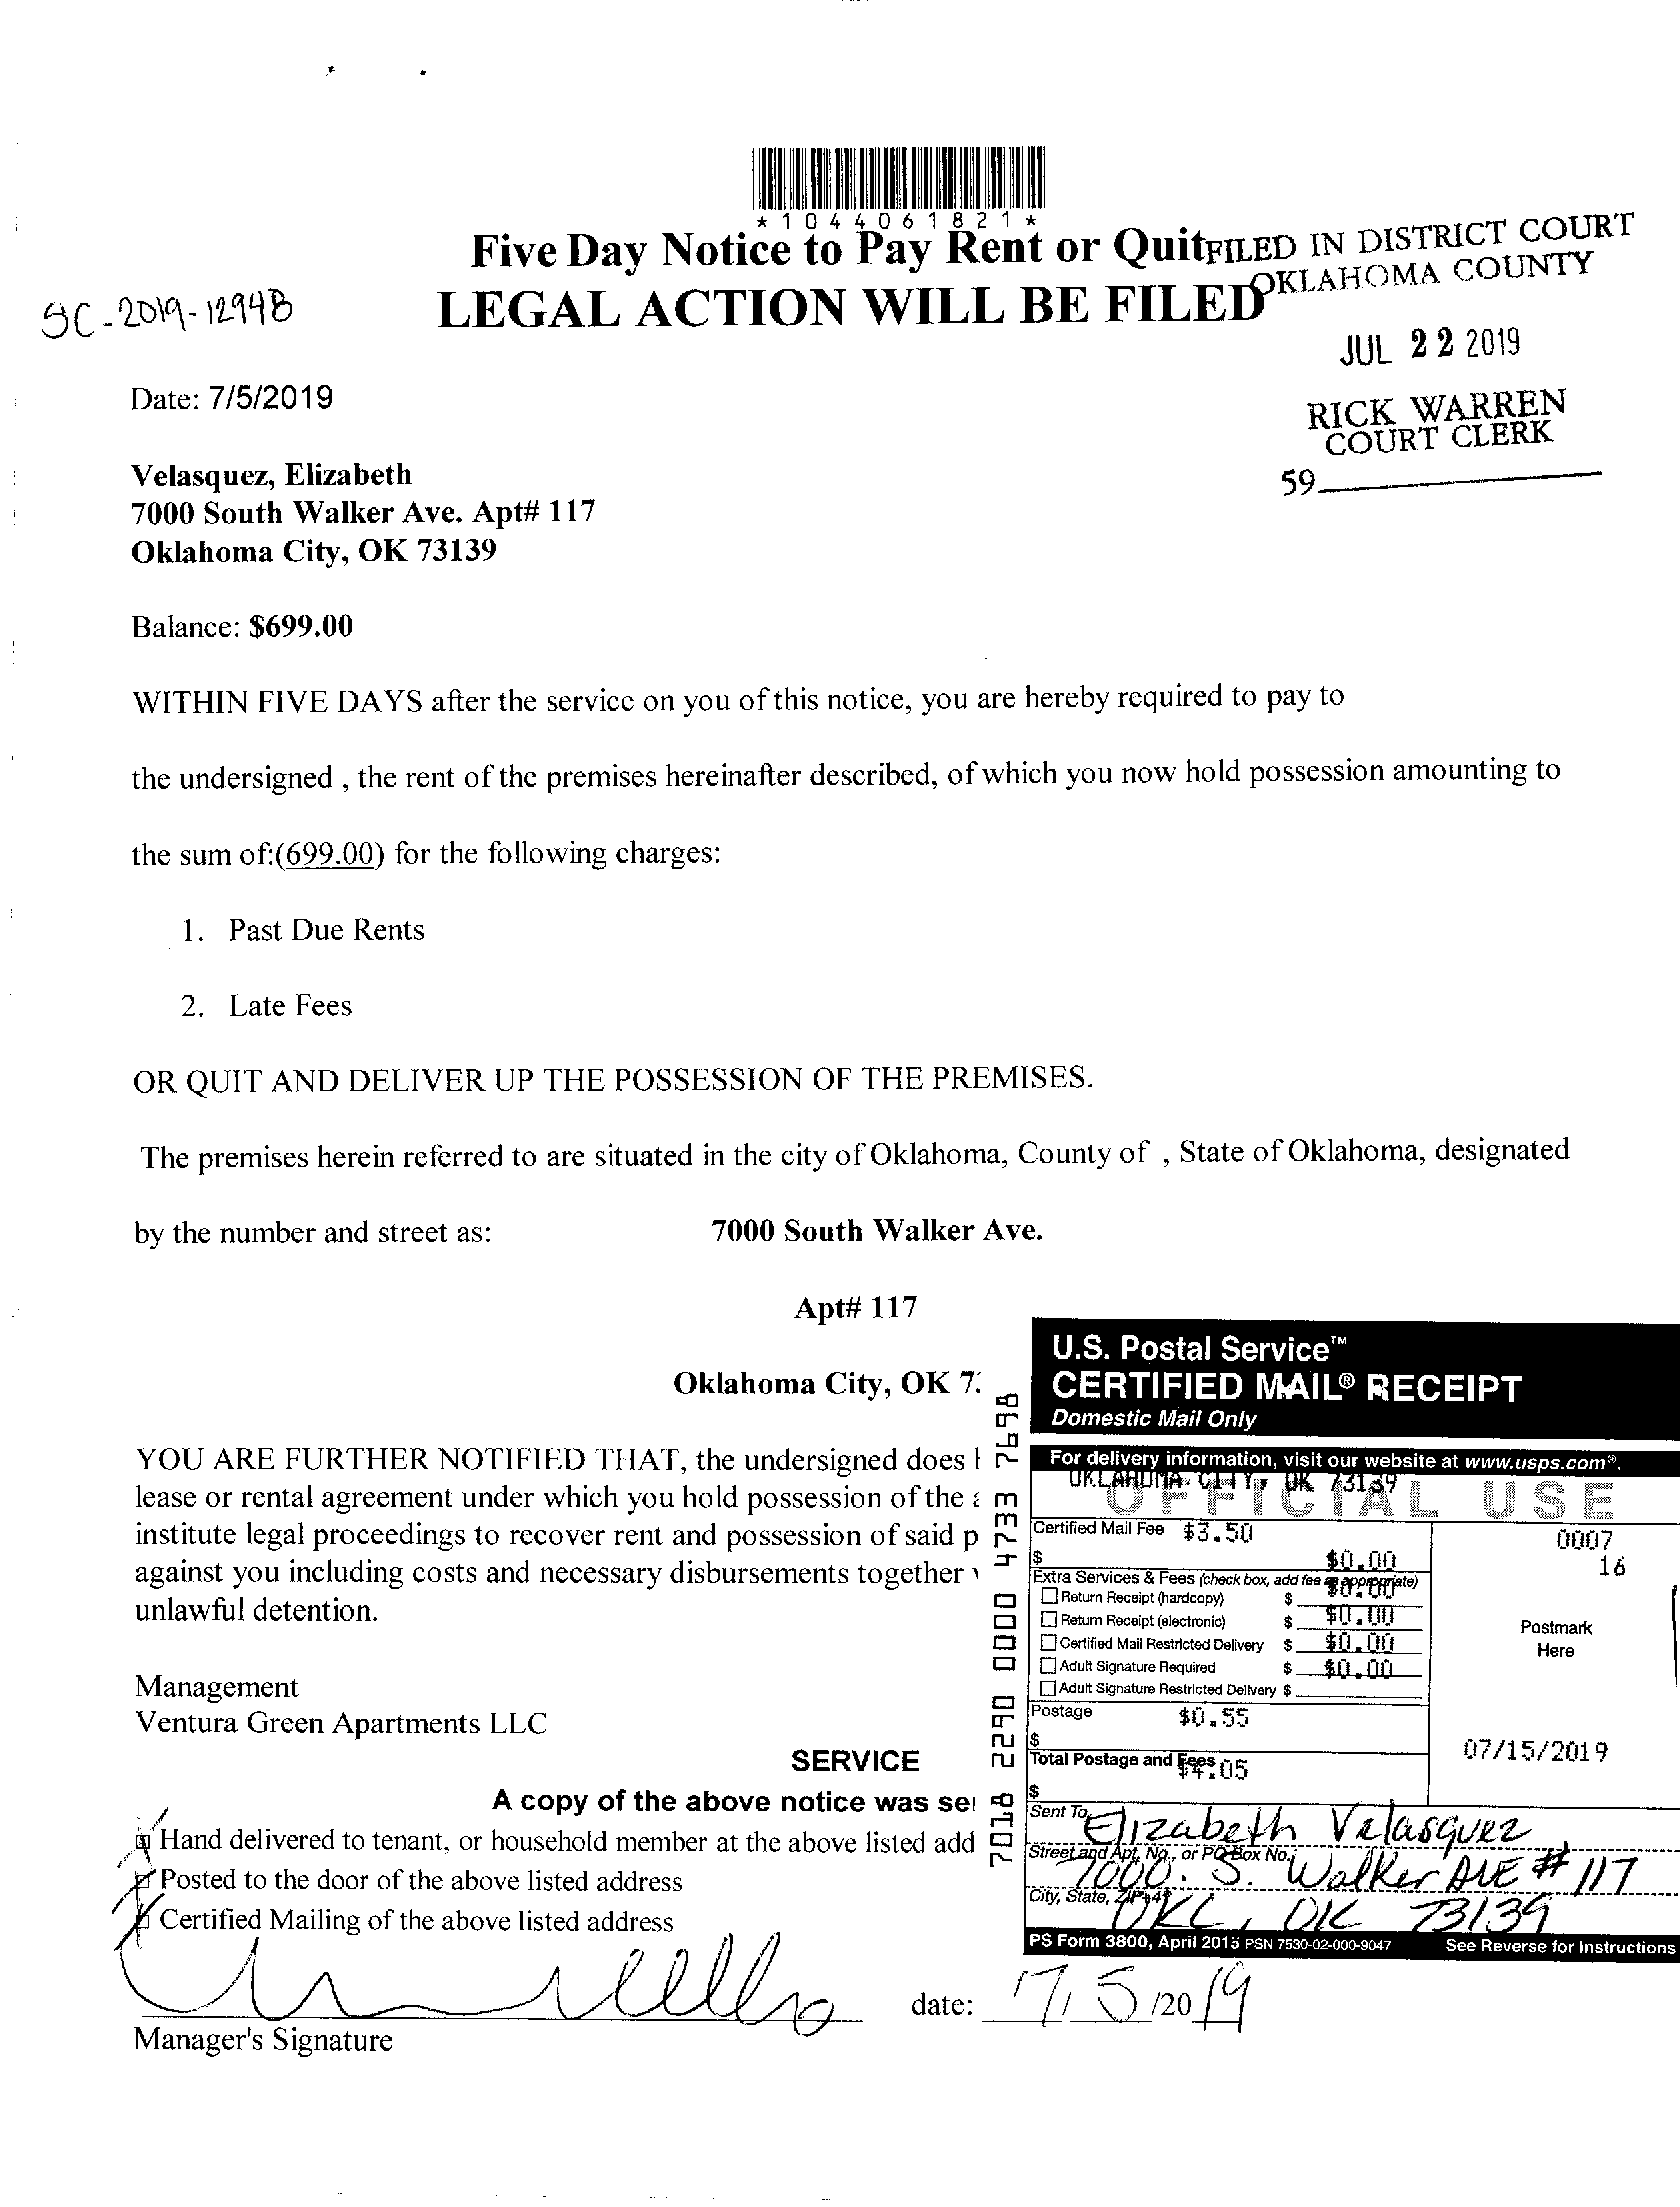 *1044061821*
Five Day Notice to Pay Rent or Quit
FILED IN DISTRICT COURT
OKLAHOMA COUNTY
SC-2019-12948
LEGAL ACTION WILL BE FILED
JUL 22 2019
Date: 7/5/2019
RICK WARREN
COURT CLERK
59
Velasquez, Elizabeth
7000 South Walker Ave. Apt# 117
Oklahoma City, OK 73139
Balance: $699.00
WITHIN FIVE DAYS after the service on you of this notice, you are hereby required to pay to
the undersigned , the rent of the premises hereinafter described, of which you now hold possession amounting to
the sum of:(699.00) for the following charges:
1. Past Due Rents
2. Late Fees
OR QUIT AND DELIVER UP THE POSSESSION OF THE PREMISES.
The premises herein referred to are situated in the city of Oklahoma, County of , State of Oklahoma, designated
by the number and street as: 7000 South Walker Ave.
Apt# 117
Oklahoma City, OK 7
YOU ARE FURTHER NOTIFIED THAT, the undersigned does
lease or rental agreement under which you hold possession of the
institute legal proceedings to recover rent and possession of said p
against you including costs and necessary disbursements together
unlawful detention.
Management
Ventura Green Apartments LLC
SERVICE
A copy of the above notice was se
Hand delivered to tenant, or household member at the above listed add
Posted to the door of the above listed address
Certified Mailing of the above listed address
7018 2290 0000 4733 7698
U.S. Postal Service™
CERTIFIED MAIL® RECEIPT
Domestic Mail Only
For delivery information, visit our website at www.usps.com®.
OKLAHOMA CITY, OK 73139
OFFICIAL USE
Certified Mail Fee $3.50
$ $0.00
0007
16
Extra Services & Fees (check box, add fee as appropriate) $0.00
Return Receipt (hardcopy) $
Return Receipt (electronic) $ $0.00
Certified Mail Restricted Delivery $ $0.00
Adult Signature Required $ $0.00
Adult Signature Restricted Delivery $
Postmark
Here
Postage $0.55
$
Total Postage and Fees $4.05
$
07/15/2019
Sent To Elizabeth Velasquez
Street and Apt. No., or PO Box No. 7000 S. Walker AVE #117
City, State, ZIP+4® OKC, OK 73139
PS Form 3800, April 2015 PSN 7530-02-000-9047 See Reverse for Instructions
date: 7/5/2019
Manager's Signature